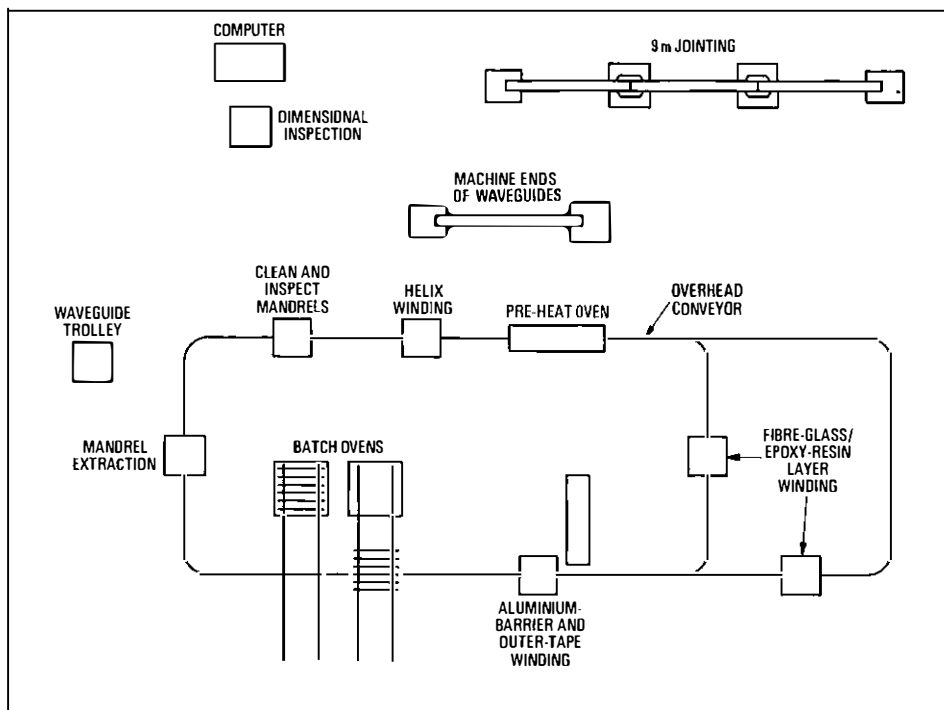 COMPUTER
9m JOINTING
DIMENSIONAL
INSPECTION
MACHINE ENDS
OF WAVEGUIDES
CLEAN AND
INSPECT
MANDRELS
HELIX
WINDING
PRE-HEAT OVEN
OVERHEAD
CONVEYOR
WAVEGUIDE
TROLLEY
MANDREL
EXTRACTION
BATCH OVENS
FIBRE-GLASS/
EPOXY-RESIN
LAYER
WINDING
ALUMINIUM-
BARRIER AND
OUTER-TAPE
WINDING